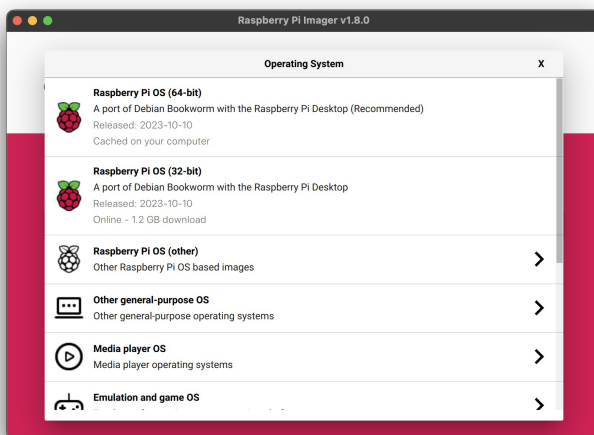 Raspberry Pi Imager v1.8.0
Operating System
X
Raspberry Pi OS (64-bit)
A port of Debian Bookworm with the Raspberry Pi Desktop (Recommended)
Released: 2023-10-10
Cached on your computer
Raspberry Pi OS (32-bit)
A port of Debian Bookworm with the Raspberry Pi Desktop
Released: 2023-10-10
Online - 1.2 GB download
Raspberry Pi OS (other)
Other Raspberry Pi OS based images
Other general-purpose OS
Other general-purpose operating systems
Media player OS
Media player operating systems
Emulation and game OS